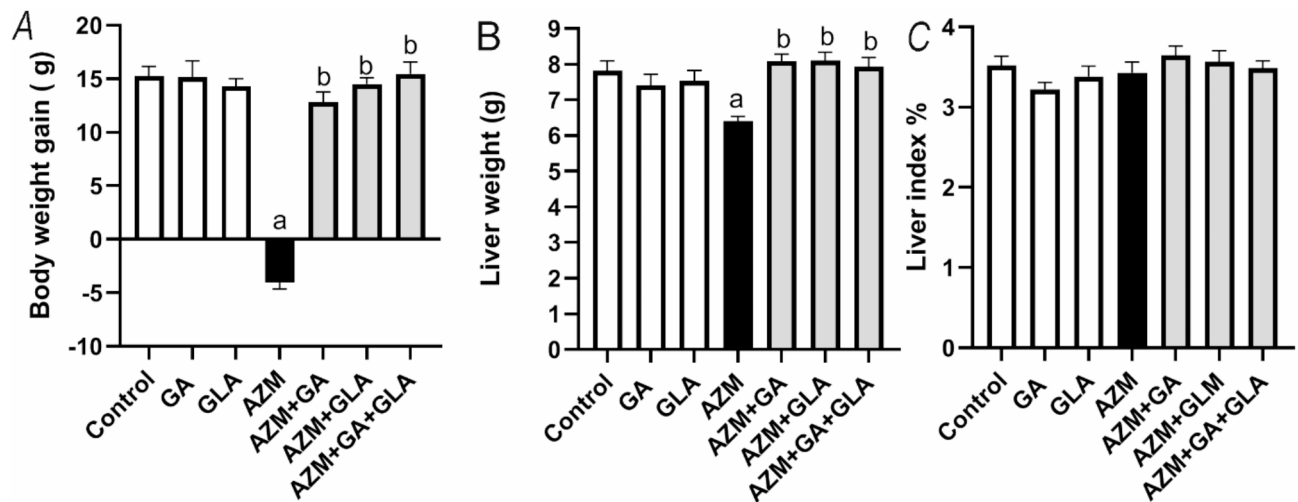 A
Body weight gain ( g)
20
15
10
5
0
-5
-10
a
b
b
b
Control
GA
GLA
AZM
AZM+GA
AZM+GLA
AZM+GA+GLA
B
Liver weight (g)
9
8
7
6
5
4
3
2
1
0
a
b
b
b
Control
GA
GLA
AZM
AZM+GA
AZM+GLA
AZM+GA+GLA
C
Liver index %
4
3
2
1
0
Control
GA
GLA
AZM
AZM+GA
AZM+GLM
AZM+GA+GLA